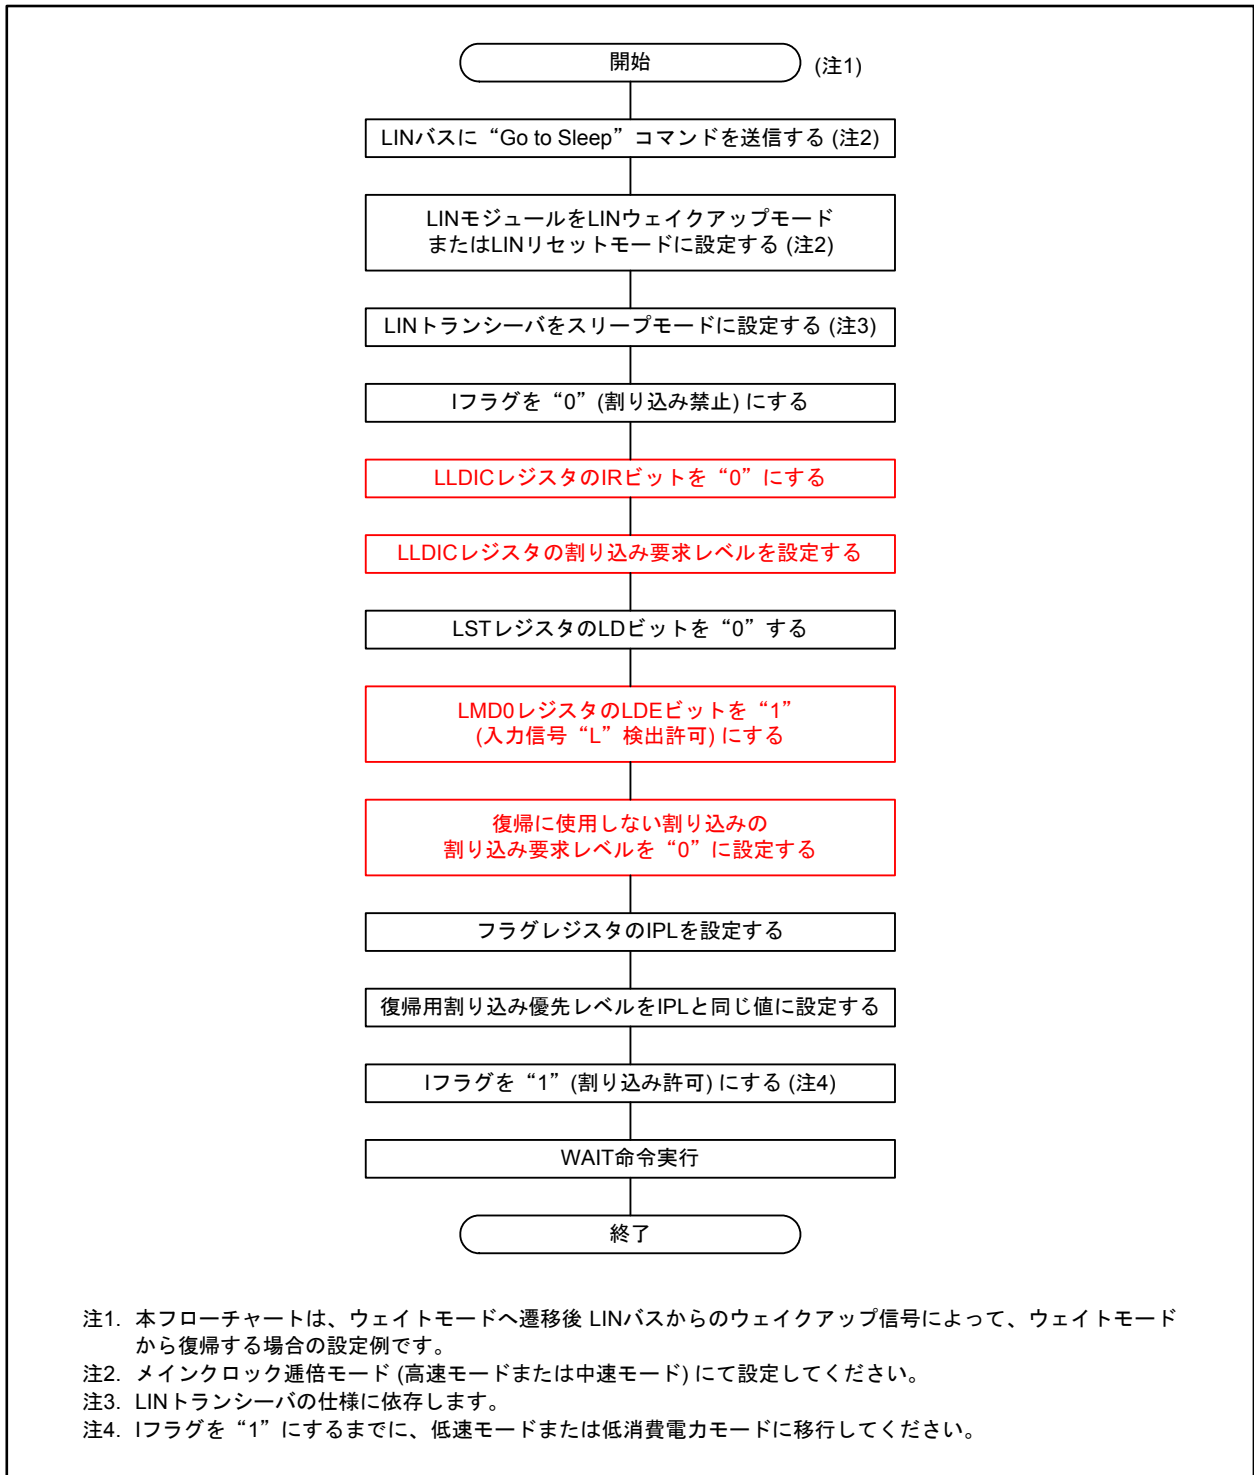 開始
(注1)
LINバスに“Go to Sleep”コマンドを送信する (注2)
LINモジュールをLINウェイクアップモード
またはLINリセットモードに設定する (注2)
LINトランシーバをスリープモードに設定する (注3)
Iフラグを“0”(割り込み禁止) にする
LLDICレジスタのIRビットを“0”にする
LLDICレジスタの割り込み要求レベルを設定する
LSTレジスタのLDビットを“0”する
LMD0レジスタのLDEビットを“1”
(入力信号“L”検出許可) にする
復帰に使用しない割り込みの
割り込み要求レベルを“0”に設定する
フラグレジスタのIPLを設定する
復帰用割り込み優先レベルをIPLと同じ値に設定する
Iフラグを“1”(割り込み許可) にする (注4)
WAIT命令実行
終了
注1. 本フローチャートは、ウェイトモードへ遷移後 LINバスからのウェイクアップ信号によって、ウェイトモード
から復帰する場合の設定例です。
注2. メインクロック逓倍モード (高速モードまたは中速モード) にて設定してください。
注3. LINトランシーバの仕様に依存します。
注4. Iフラグを“1”にするまでに、低速モードまたは低消費電力モードに移行してください。